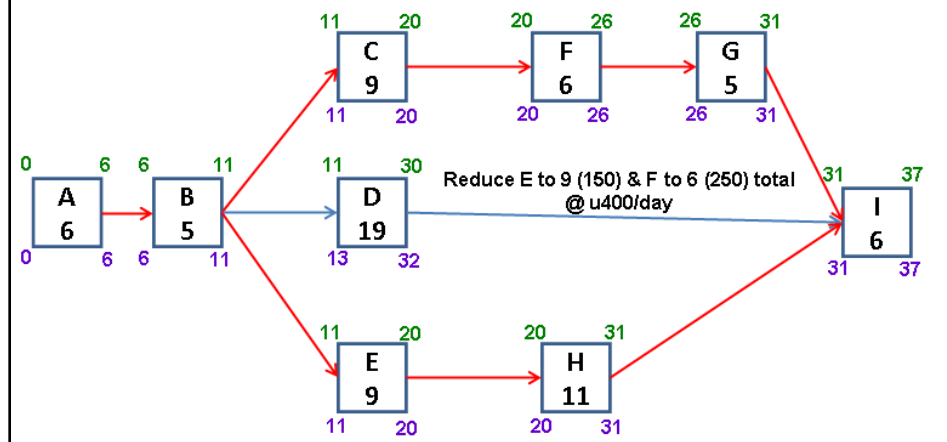 11 20 20 26 26 31
C F G
9 6 5
11 20 20 26 26 31
0 6 6 11 11 30 31 37
Reduce E to 9 (150) & F to 6 (250) total
@ u400/day
A B D I
6 5 19 6
0 6 6 11 13 32 31 37
11 20 20 31
E H
9 11
11 20 20 31